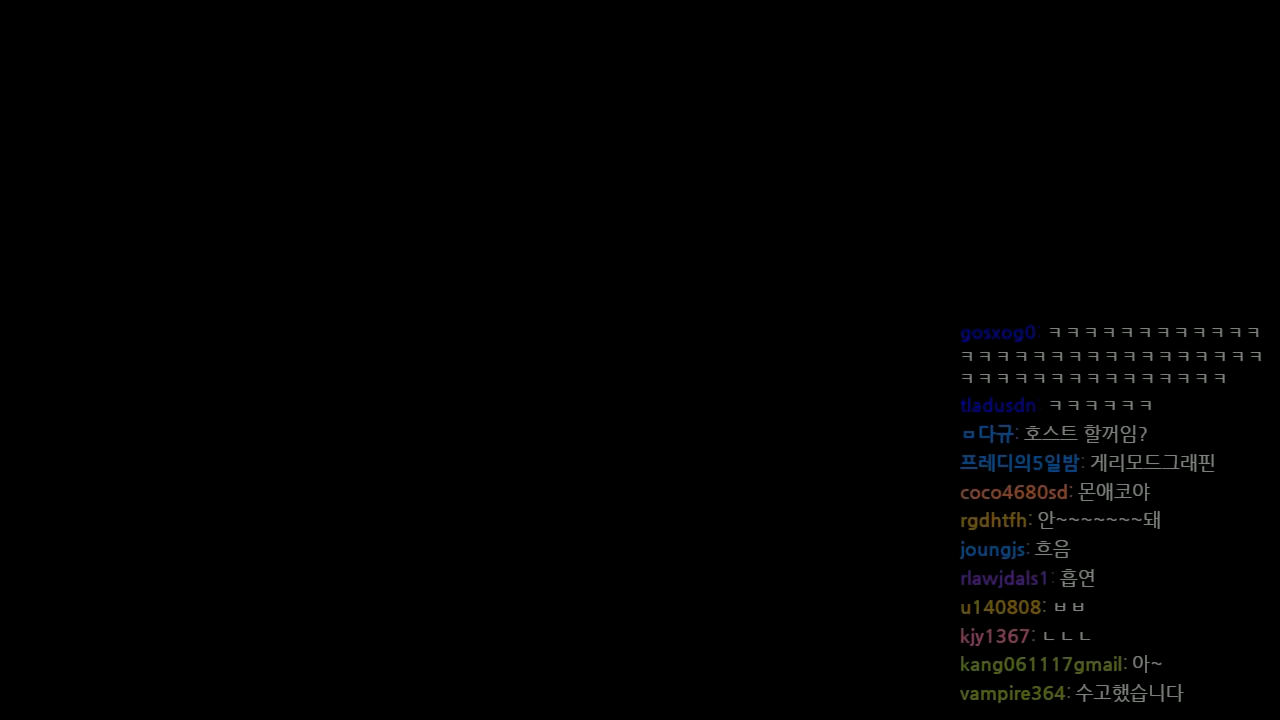 gosxog0: ㅋㅋㅋㅋㅋㅋㅋㅋㅋㅋㅋㅋ
ㅋㅋㅋㅋㅋㅋㅋㅋㅋㅋㅋㅋㅋㅋㅋㅋㅋ
ㅋㅋㅋㅋㅋㅋㅋㅋㅋㅋㅋㅋㅋㅋㅋ
tladusdn: ㅋㅋㅋㅋㅋㅋ
ㅁ다규: 호스트 할꺼임?
프레디의5일밤: 게리모드그래핀
coco4680sd: 몬애코야
rgdhtfh: 안~~~~~~~돼
joungjs: 흐음
rlawjdals1: 흡연
u140808: ㅂㅂ
kjy1367: ㄴㄴㄴ
kang061117gmail: 아~
vampire364: 수고했습니다